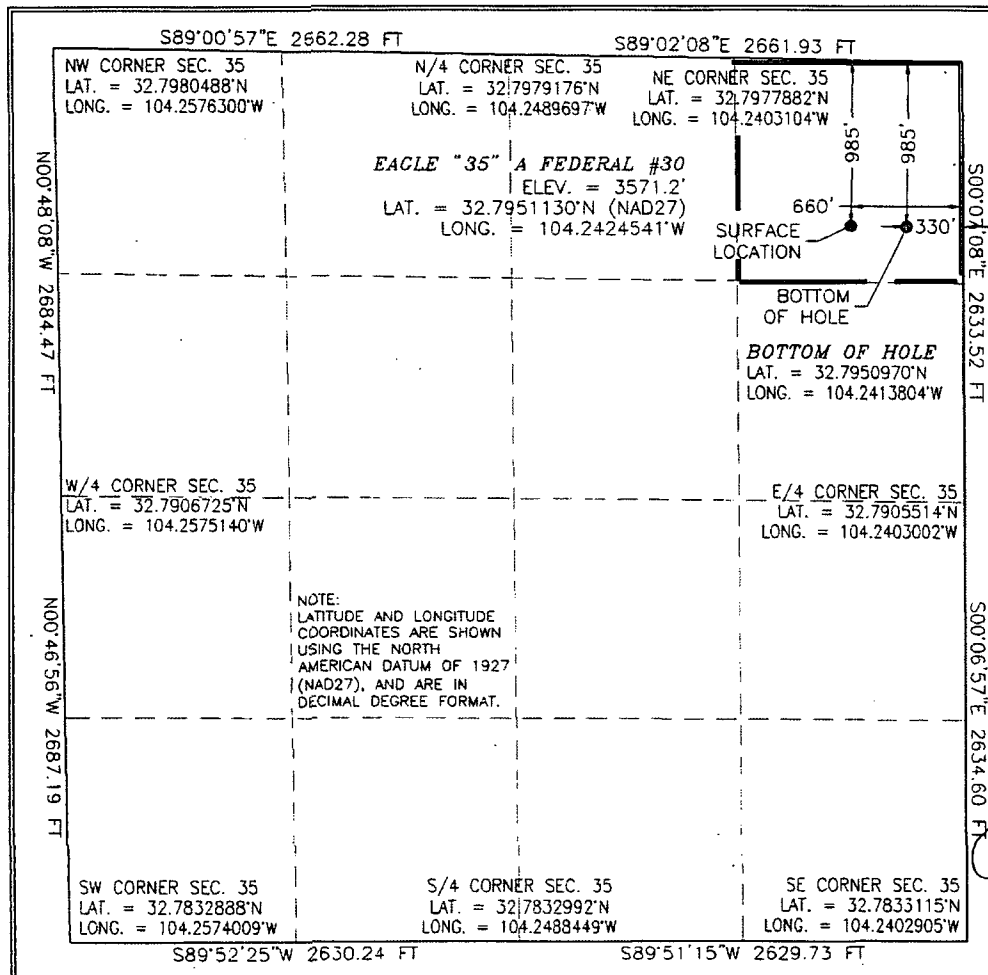 S89°00'57"E 2662.28 FT
S89°02'08"E 2661.93 FT
NW CORNER SEC. 35
LAT. = 32.7980488°N
LONG. = 104.2576300°W
N/4 CORNER SEC. 35
LAT. = 32.7979176°N
LONG. = 104.2489697°W
NE CORNER SEC. 35
LAT. = 32.7977882°N
LONG. = 104.2403104°W
985'
985'
N00°48'08"W 2684.47 FT
EAGLE "35" A FEDERAL #30
ELEV. = 3571.2'
LAT. = 32.7951130°N (NAD27)
LONG. = 104.2424541°W
660'
330'
SURFACE
LOCATION
S00°07'08"E 2633.52 FT
BOTTOM
OF HOLE
BOTTOM OF HOLE
LAT. = 32.7950970°N
LONG. = 104.2413804°W
W/4 CORNER SEC. 35
LAT. = 32.7906725°N
LONG. = 104.2575140°W
E/4 CORNER SEC. 35
LAT. = 32.7905514°N
LONG. = 104.2403002°W
N00°46'56"W 2687.19 FT
NOTE:
LATITUDE AND LONGITUDE
COORDINATES ARE SHOWN
USING THE NORTH
AMERICAN DATUM OF 1927
(NAD27), AND ARE IN
DECIMAL DEGREE FORMAT.
S00°06'57"E 2634.60 FT
SW CORNER SEC. 35
LAT. = 32.7832888°N
LONG. = 104.2574009°W
S/4 CORNER SEC. 35
LAT. = 32.7832992°N
LONG. = 104.2488449°W
SE CORNER SEC. 35
LAT. = 32.7833115°N
LONG. = 104.2402905°W
S89°52'25"W 2630.24 FT
S89°51'15"W 2629.73 FT